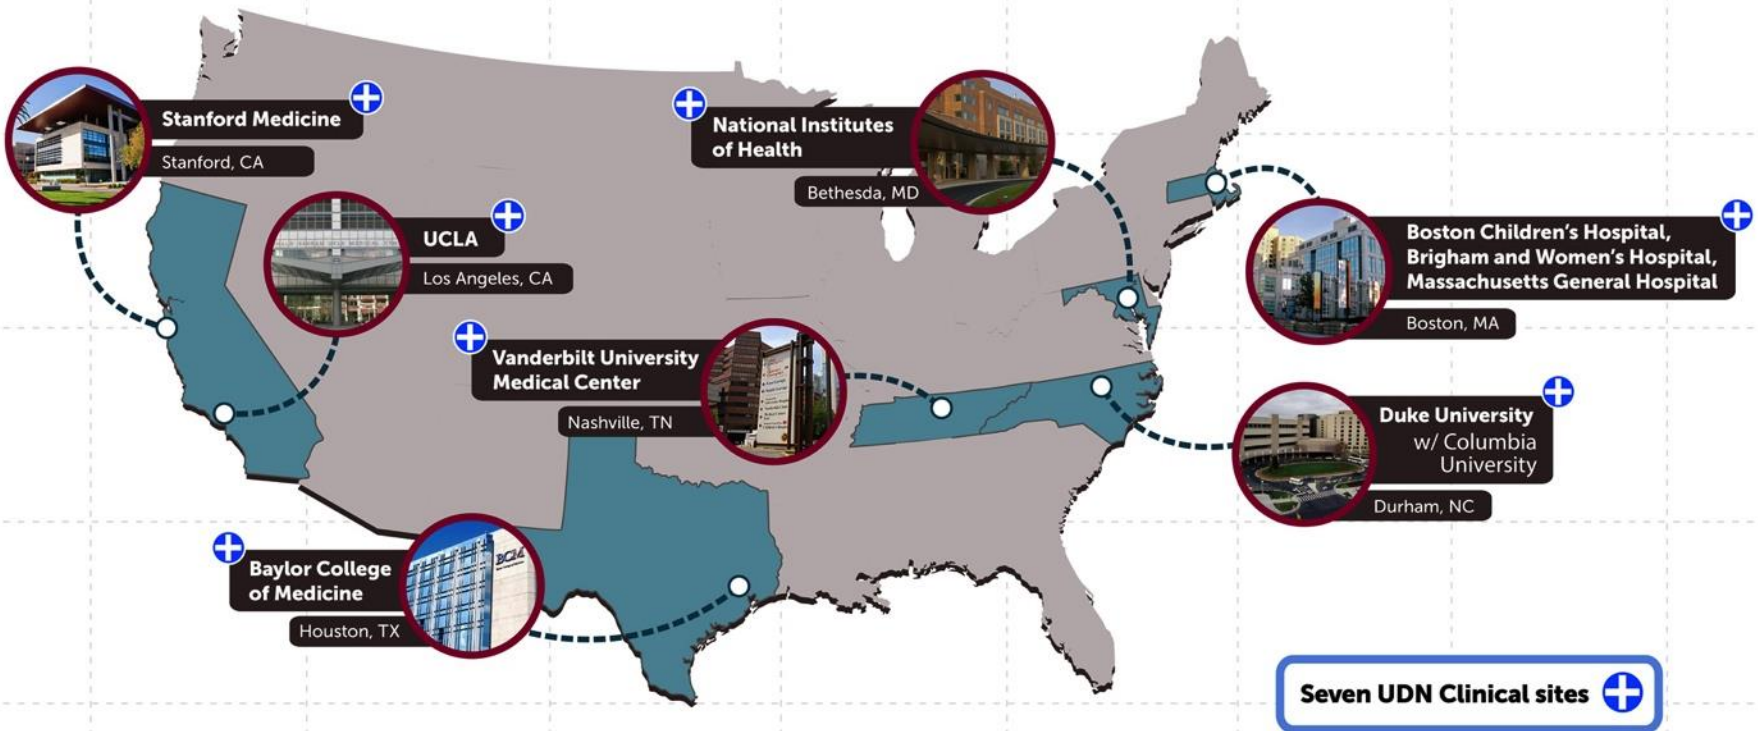 Stanford Medicine
Stanford, CA
National Institutes
of Health
Bethesda, MD
UCLA
Los Angeles, CA
Boston Children's Hospital,
Brigham and Women's Hospital,
Massachusetts General Hospital
Boston, MA
Vanderbilt University
Medical Center
Nashville, TN
Duke University
w/ Columbia
University
Durham, NC
Baylor College
of Medicine
Houston, TX
BCM
Seven UDN Clinical sites